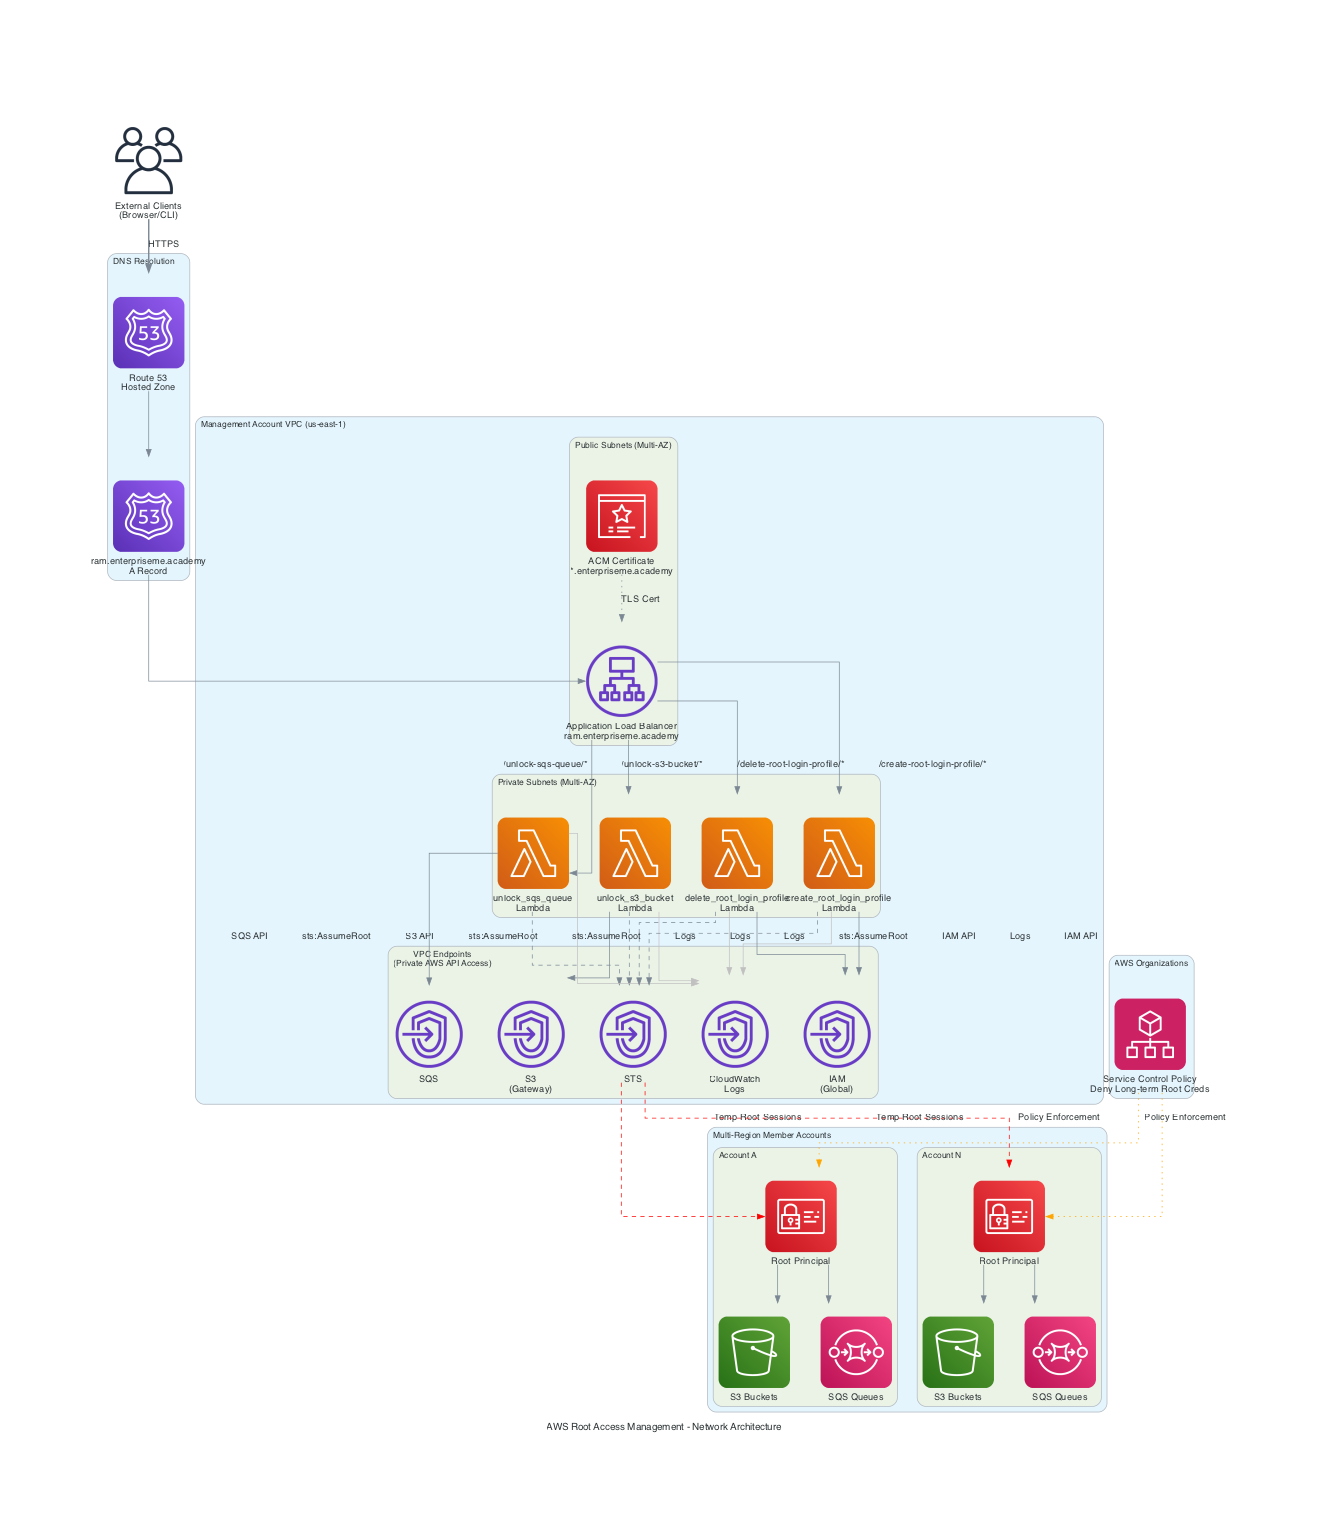 External Clients
(Browser/CLI)
HTTPS
DNS Resolution
53
Route 53
Hosted Zone
53
ram.enterpriseme.academy
A Record
Management Account VPC (us-east-1)
Public Subnets (Multi-AZ)
ACM Certificate
*.enterpriseme.academy
TLS Cert
Application Load Balancer
ram.enterpriseme.academy
/unlock-sqs-queue/*
/unlock-s3-bucket/*
/delete-root-login-profile/*
/create-root-login-profile/*
Private Subnets (Multi-AZ)
unlock_sqs_queue
Lambda
unlock_s3_bucket
Lambda
delete_root_login_profile
Lambda
create_root_login_profile
Lambda
SQS API
sts:AssumeRoot
S3 API
sts:AssumeRoot
sts:AssumeRoot
Logs
Logs
Logs
sts:AssumeRoot
IAM API
Logs
IAM API
VPC Endpoints
(Private AWS API Access)
SQS
S3
(Gateway)
STS
CloudWatch
Logs
IAM
(Global)
AWS Organizations
Service Control Policy
Deny Long-term Root Creds
Temp Root Sessions
Temp Root Sessions
Policy Enforcement
Policy Enforcement
Multi-Region Member Accounts
Account A
Root Principal
S3 Buckets
SQS Queues
Account N
Root Principal
S3 Buckets
SQS Queues
AWS Root Access Management - Network Architecture